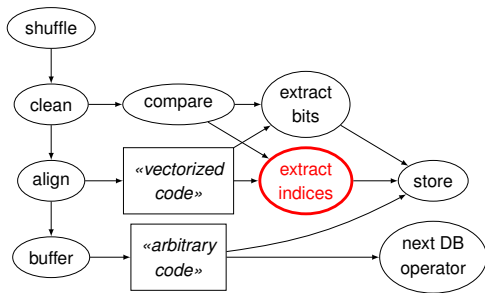 shuffle
clean
compare
extract
bits
align
«vectorized
code»
extract
indices
store
buffer
«arbitrary
code»
next DB
operator